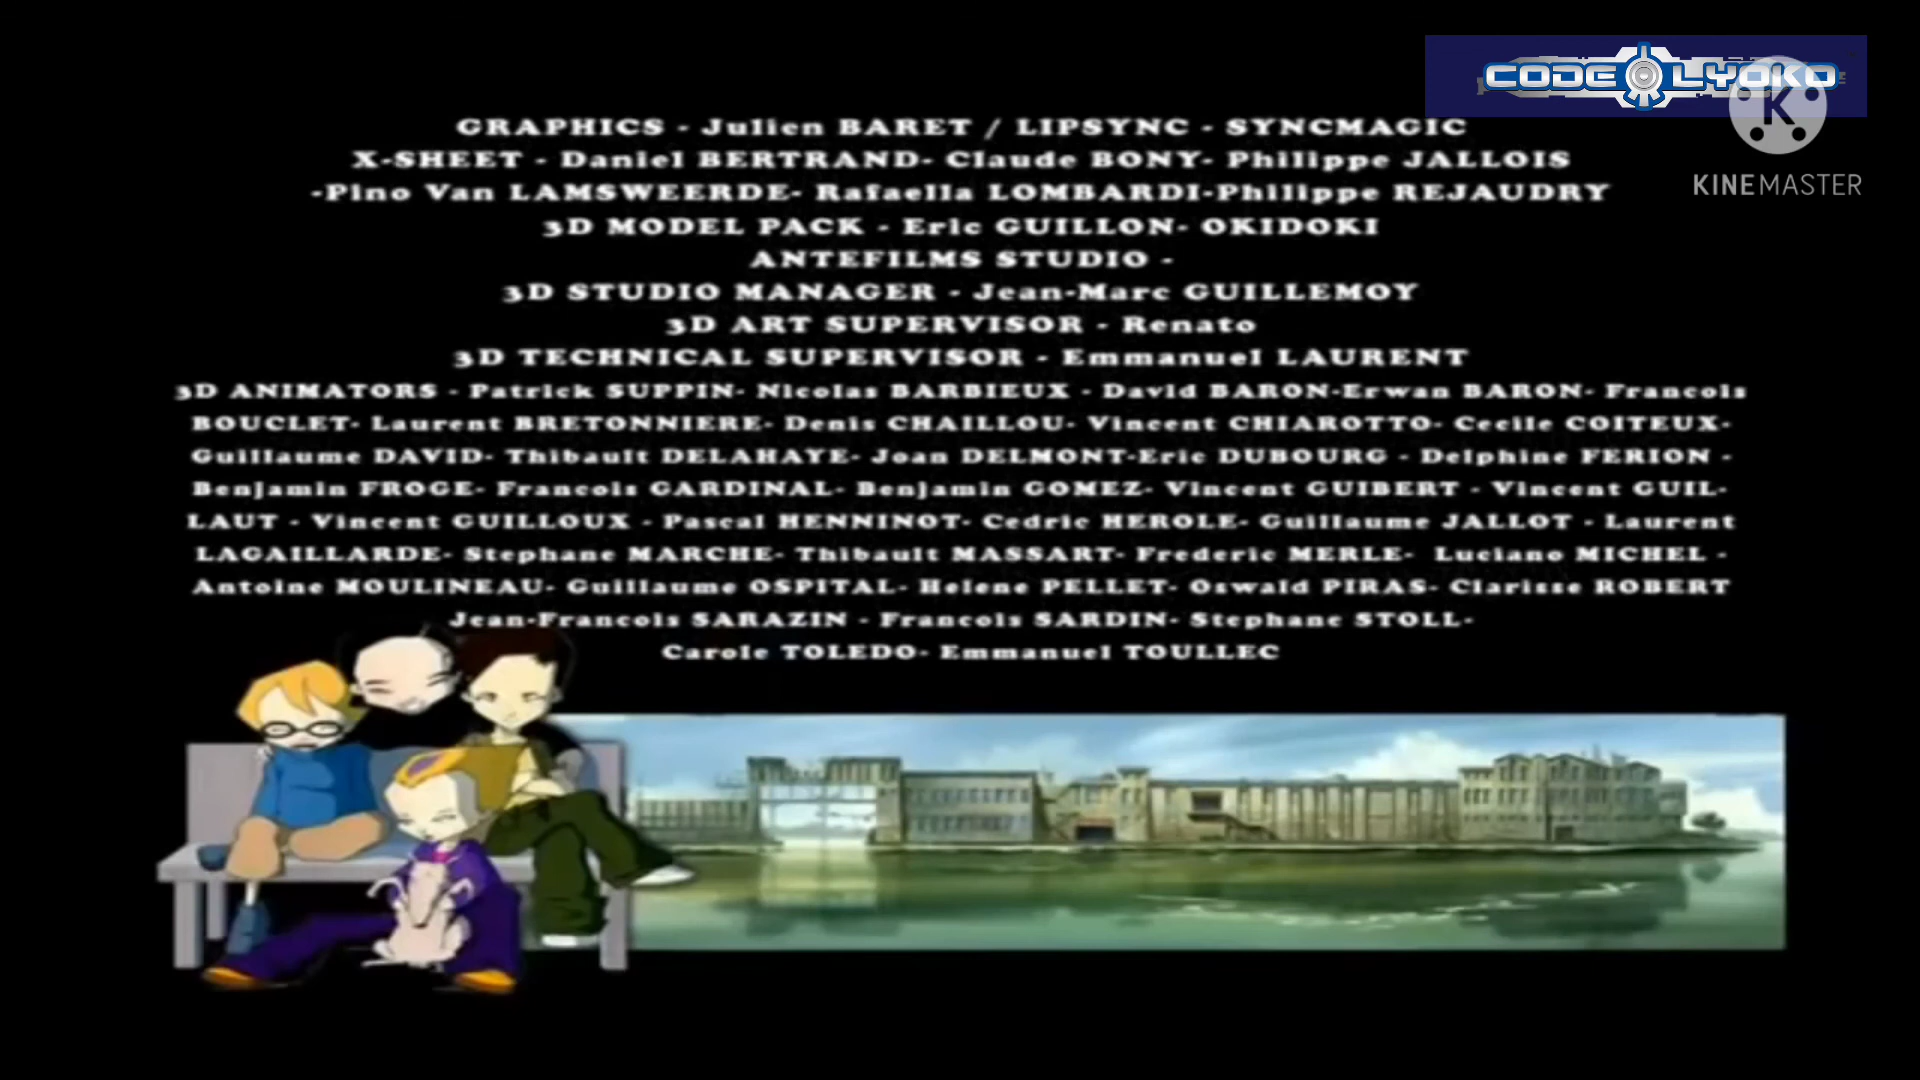 CODE LYOKO
K
KINEMASTER
GRAPHICS - Julien BARET / LIPSYNC - SYNCMAGIC
X-SHEET - Daniel BERTRAND- Claude BONY- Philippe JALLOIS
-Pino Van LAMSWEERDE- Rafaella LOMBARDI-Philippe REJAUDRY
3D MODEL PACK - Eric GUILLON- OKIDOKI
ANTEFILMS STUDIO -
3D STUDIO MANAGER - Jean-Marc GUILLEMOY
3D ART SUPERVISOR - Renato
3D TECHNICAL SUPERVISOR - Emmanuel LAURENT
3D ANIMATORS - Patrick SUPPIN- Nicolas BARBIEUX - David BARON-Erwan BARON- Francois
BOUCLET- Laurent BRETONNIERE- Denis CHAILLOU- Vincent CHIAROTTO- Cecile COITEUX-
Guillaume DAVID- Thibault DELAHAYE- Joan DELMONT-Eric DUBOURG - Delphine FERION -
Benjamin FROGE- Francois GARDINAL- Benjamin GOMEZ- Vincent GUIBERT - Vincent GUIL-
LAUT - Vincent GUILLOUX - Pascal HENNINOT- Cedric HEROLE- Guillaume JALLOT - Laurent
LAGAILLARDE- Stephane MARCHE- Thibault MASSART- Frederic MERLE- Luciano MICHEL -
Antoine MOULINEAU- Guillaume OSPITAL- Helene PELLET- Oswald PIRAS- Clarisse ROBERT
Jean-Francois SARAZIN - Francois SARDIN- Stephane STOLL-
Carole TOLEDO- Emmanuel TOULLEC